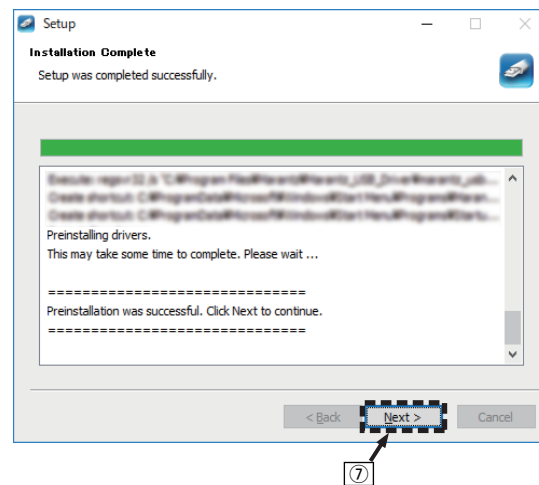 Setup
Installation Complete
Setup was completed successfully.
Preinstalling drivers.
This may take some time to complete. Please wait ...
==============================
Preinstallation was successful. Click Next to continue.
==============================
< Back
Next >
Cancel
⑦